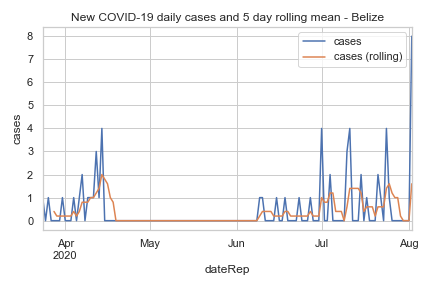 New COVID-19 daily cases and 5 day rolling mean - Belize
cases
cases (rolling)
8
7
6
5
4
3
2
1
0
cases
Apr
2020
May
Jun
Jul
Aug
dateRep